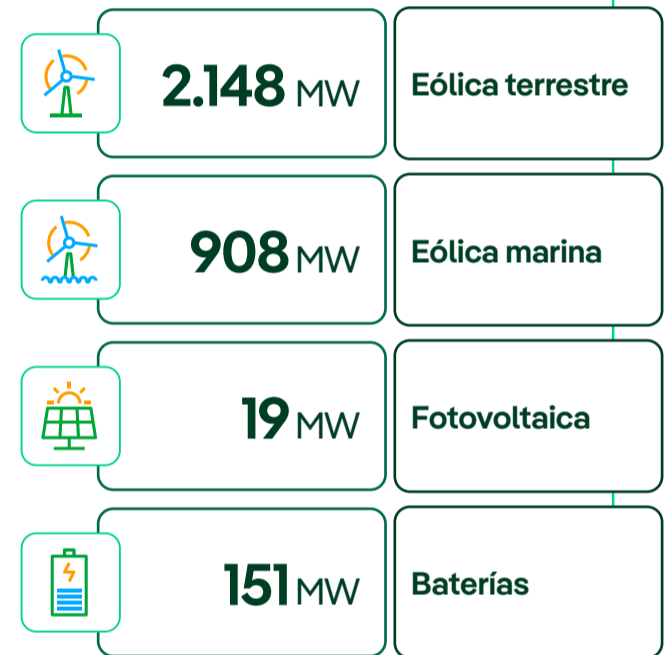 2.148 MW Eólica terrestre
908 MW Eólica marina
19 MW Fotovoltaica
151 MW Baterías